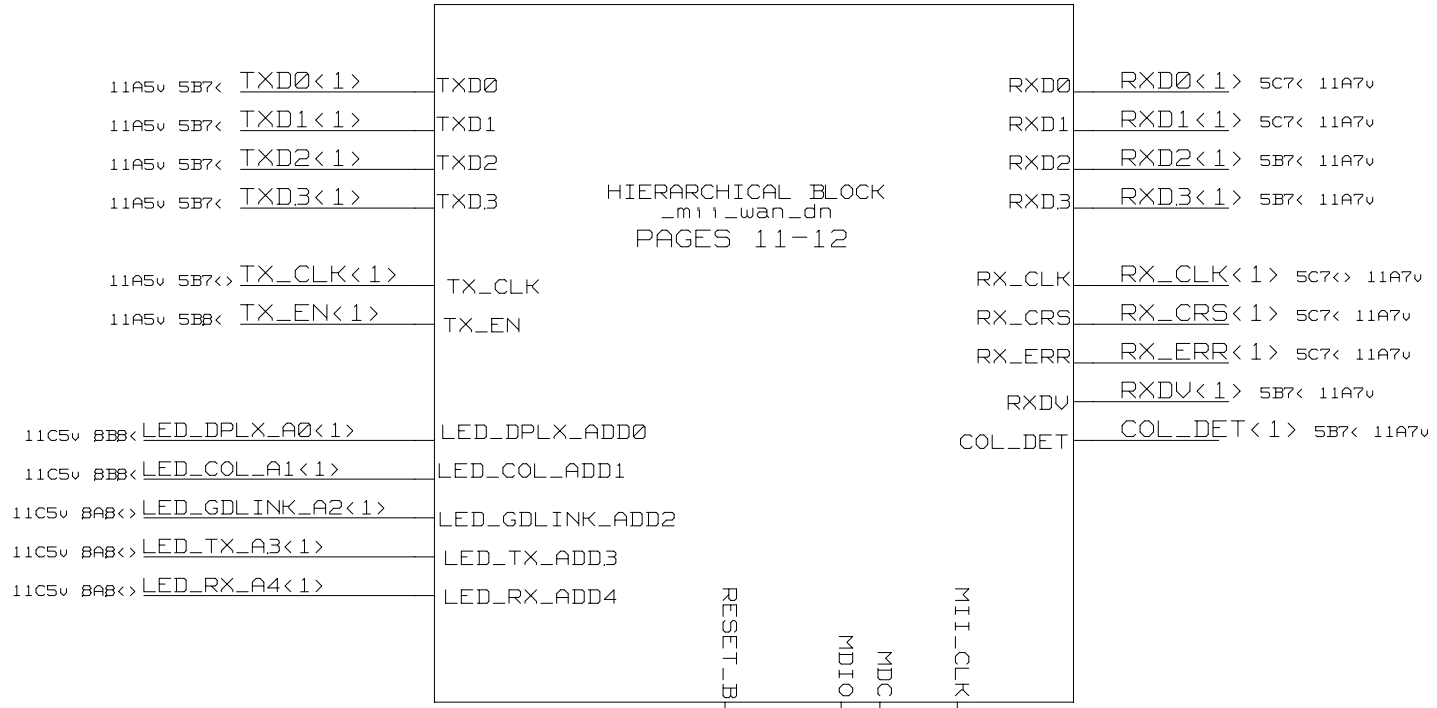 11A5v 5B7< TXD0<1> TXD0 RXD0 RXD0<1> 5C7< 11A7v
11A5v 5B7< TXD1<1> TXD1 RXD1 RXD1<1> 5C7< 11A7v
11A5v 5B7< TXD2<1> TXD2 RXD2 RXD2<1> 5B7< 11A7v
11A5v 5B7< TXD3<1> TXD3 RXD3 RXD3<1> 5B7< 11A7v
HIERARCHICAL BLOCK
_mii_wan_dn
PAGES 11-12
11A5v 5B7<> TX_CLK<1> TX_CLK RX_CLK RX_CLK<1> 5C7<> 11A7v
11A5v 5B8< TX_EN<1> TX_EN RX_CRS RX_CRS<1> 5C7< 11A7v
RX_ERR RX_ERR<1> 5C7< 11A7v
RXDV RXDV<1> 5B7< 11A7v
11C5v 8B8< LED_DPLX_A0<1> LED_DPLX_ADD0 COL_DET COL_DET<1> 5B7< 11A7v
11C5v 8B8< LED_COL_A1<1> LED_COL_ADD1
11C5v 8A8<> LED_GDLINK_A2<1> LED_GDLINK_ADD2
11C5v 8A8<> LED_TX_A3<1> LED_TX_ADD3
11C5v 8A8<> LED_RX_A4<1> LED_RX_ADD4
RESET_B
MDIO
MDC
MII_CLK